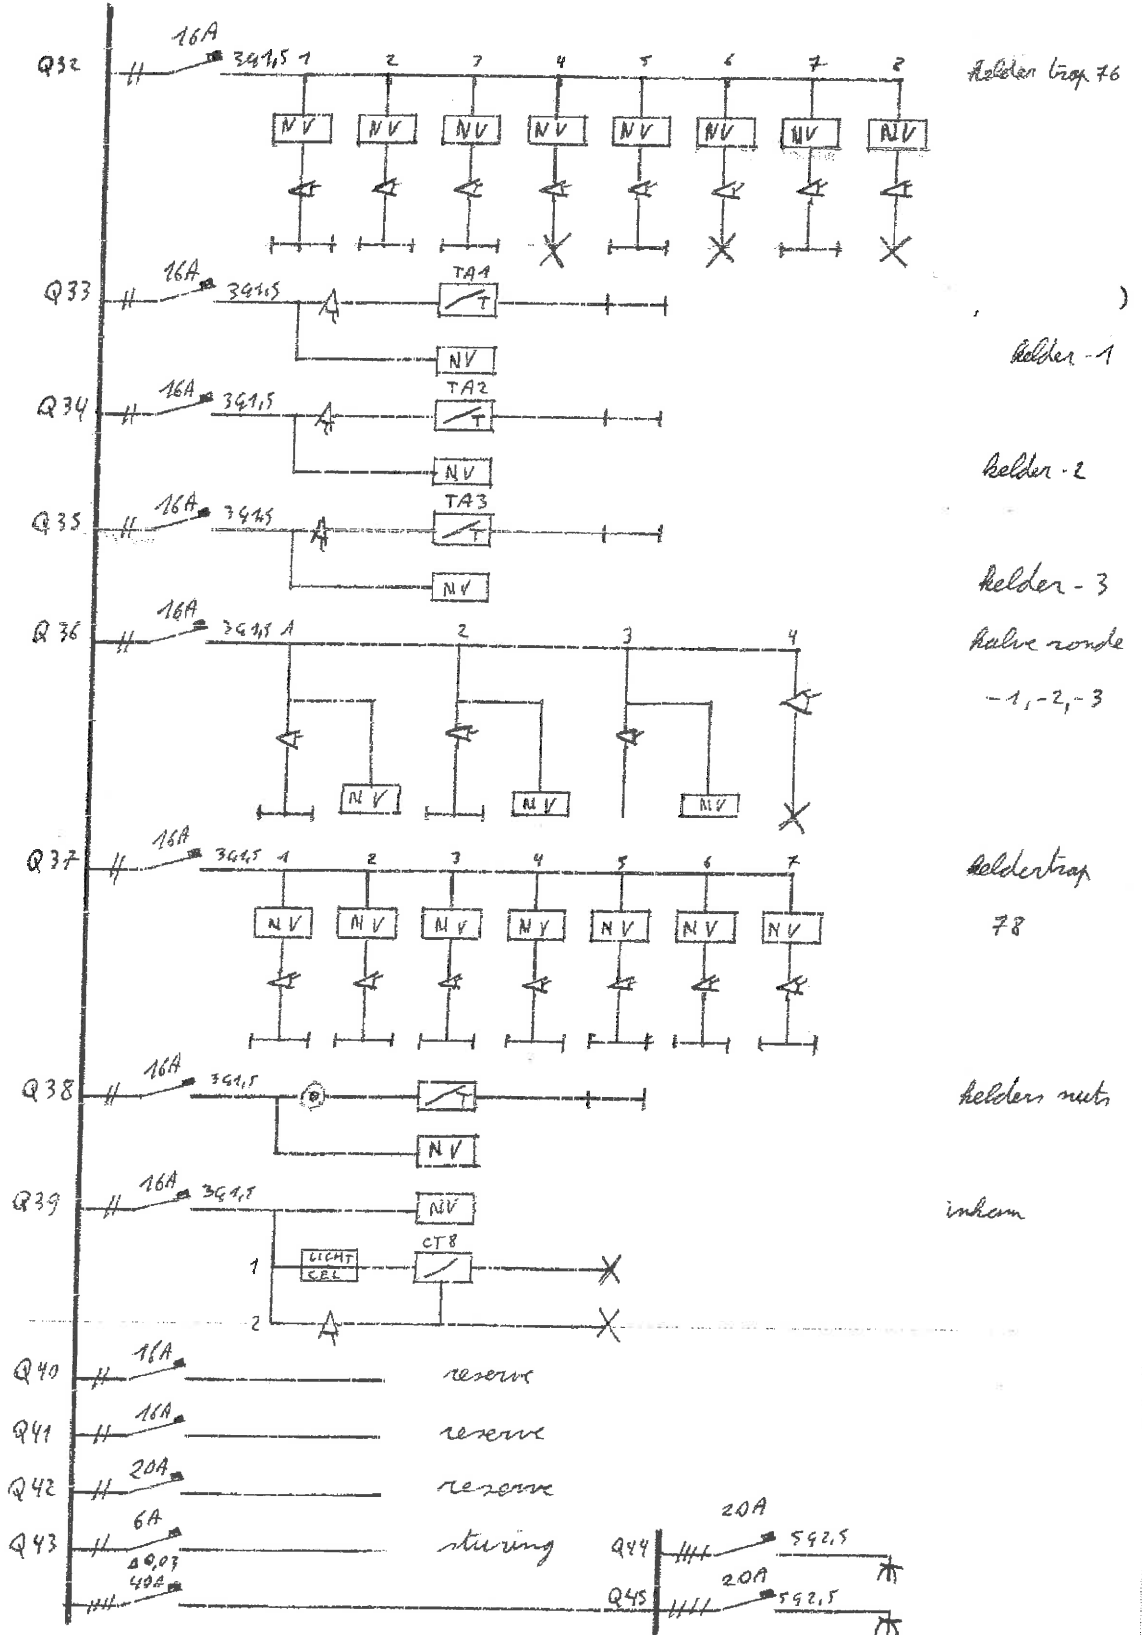 16A
Q32 3G1,5 1 2 3 4 5 6 7 8 kelder trap 76
NV NV NV NV NV NV NV NV
16A TA1
Q33 3G1,5 T )
NV kelder -1
16A TA2
Q34 3G1,5 T
NV kelder -2
16A TA3
Q35 3G1,5 T
NV kelder -3
16A
Q36 3G1,5 1 2 3 4 halve ronde
-1,-2,-3
NV NV NV
16A
Q37 3G1,5 1 2 3 4 5 6 7 keldertrap
NV NV NV NV NV NV NV 78
16A
Q38 3G1,5 T kelders nuts
NV
16A
Q39 3G1,5 NV inkom
CT8
1 LICHT
CEL
2
16A
Q40 reserve
16A
Q41 reserve
20A
Q42 reserve
6A 20A
Q43 sturing Q44 5G2,5
Δ0,03
40A 20A
Q45 5G2,5